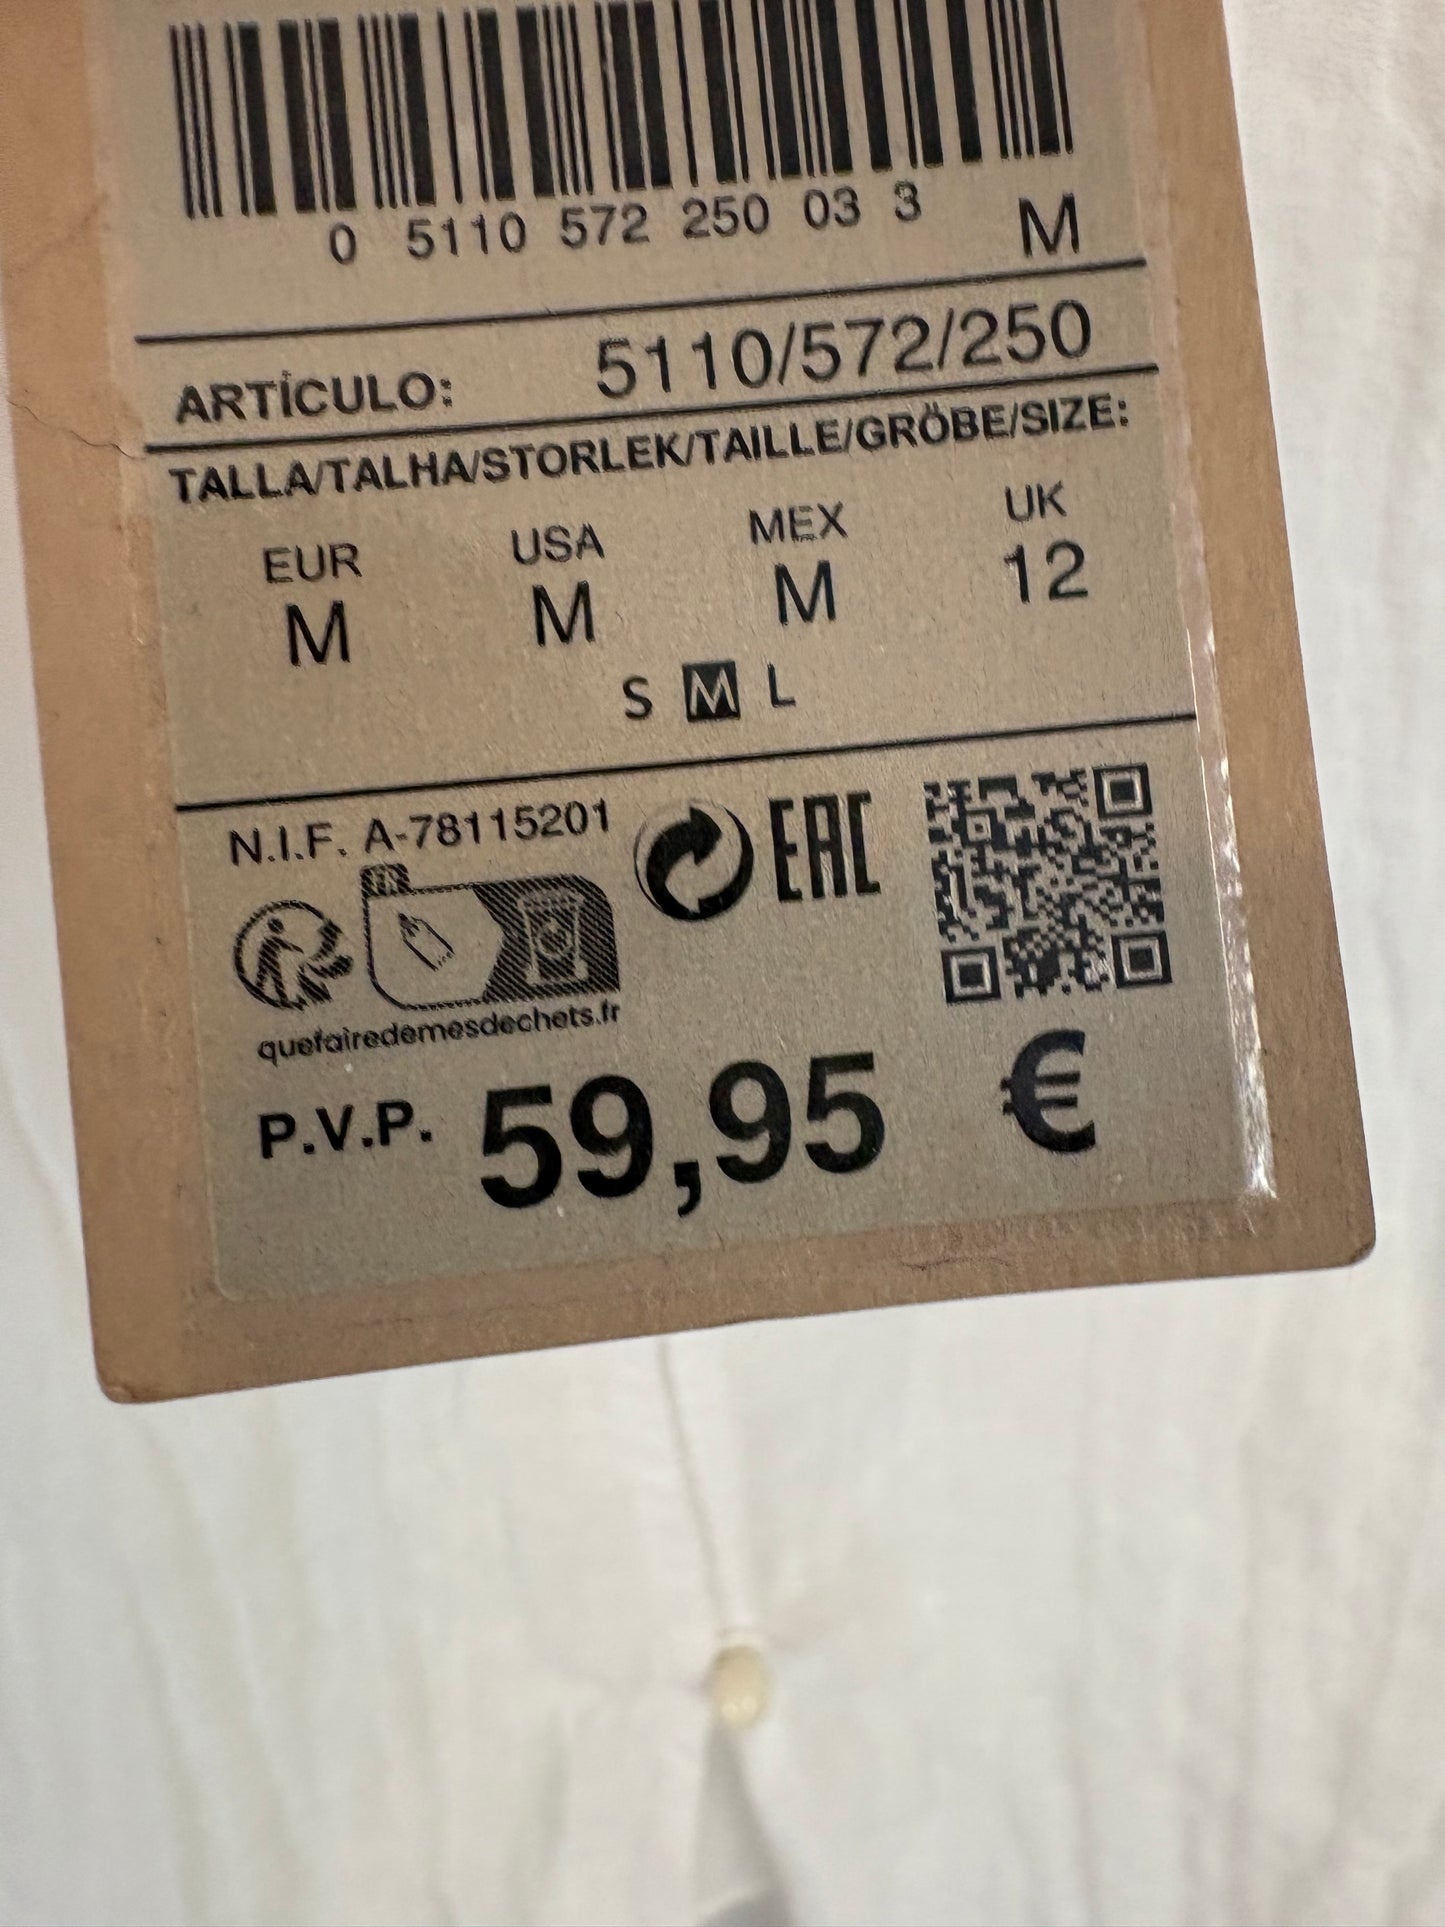 0 5110 572 250 03 3 M
ARTÍCULO: 5110/572/250
TALLA/TALHA/STORLEK/TAILLE/GRÖBE/SIZE:
EUR USA MEX UK
M M M 12
S M L
N.I.F. A-78115201 EAC
FR
quefairedemesdechets.fr
P.V.P. 59,95 €